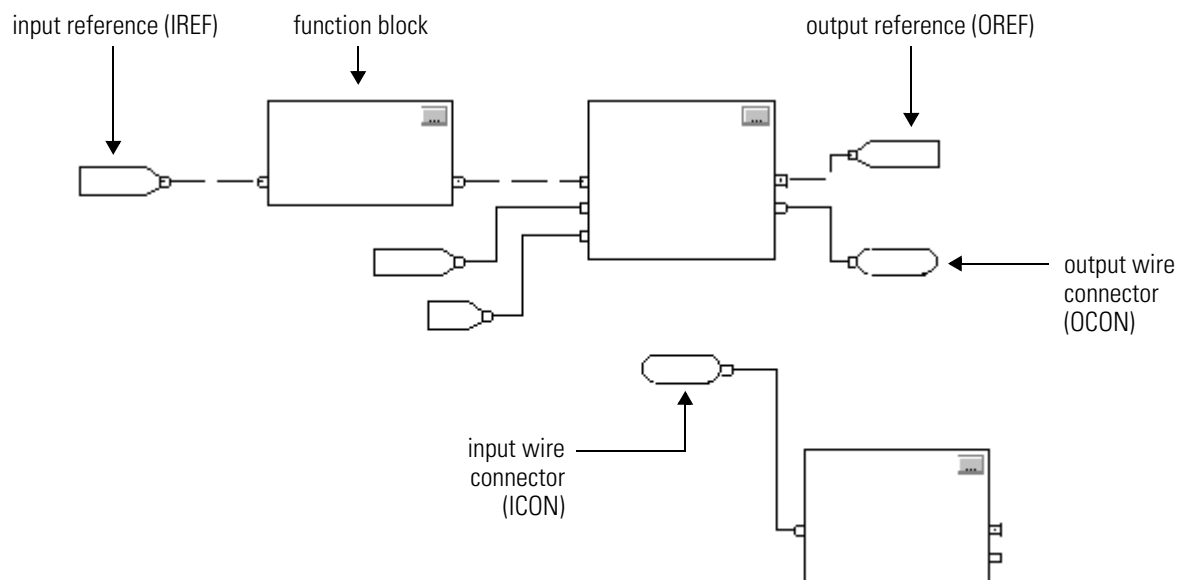 input reference (IREF)
function block
output reference (OREF)
...
...
output wire
connector
(OCON)
input wire
connector
(ICON)
...